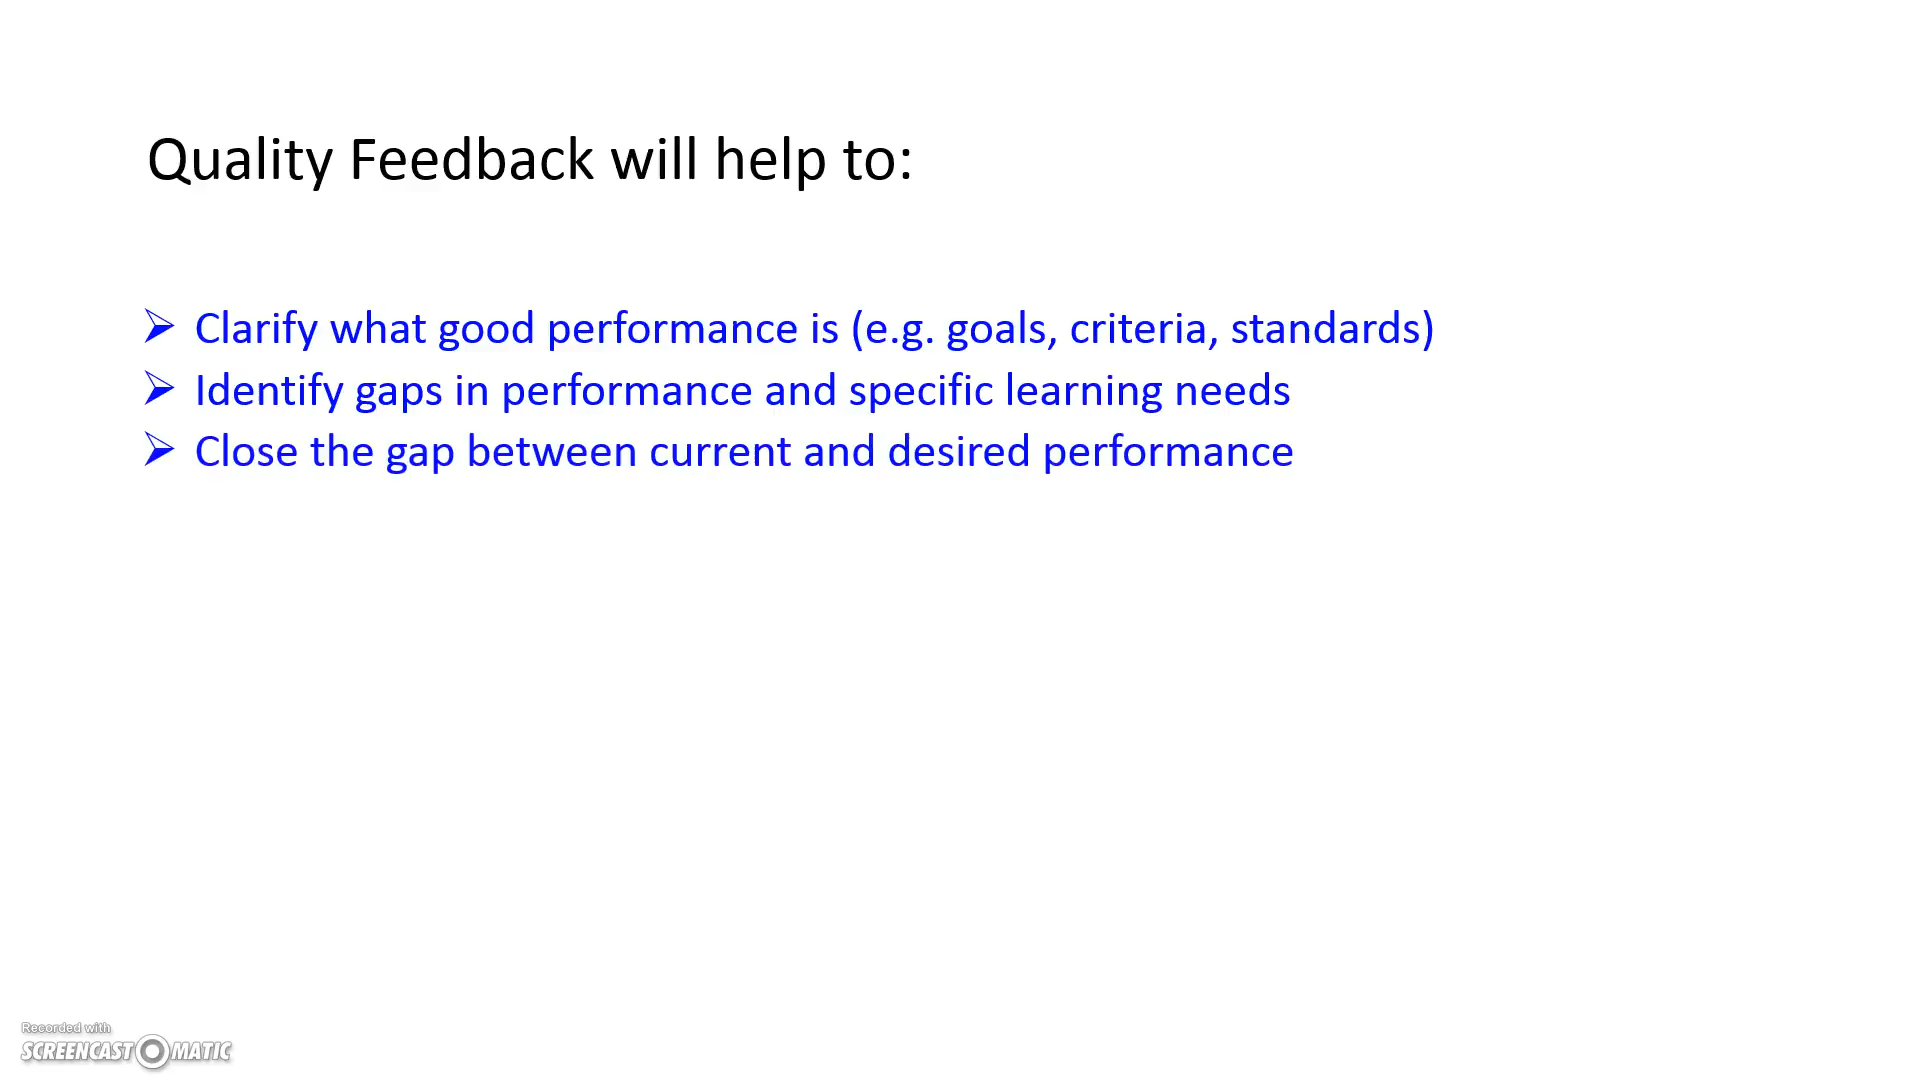 Quality Feedback will help to:
➢ Clarify what good performance is (e.g. goals, criteria, standards)
➢ Identify gaps in performance and specific learning needs
➢ Close the gap between current and desired performance
Recorded with
SCREENCAST O MATIC